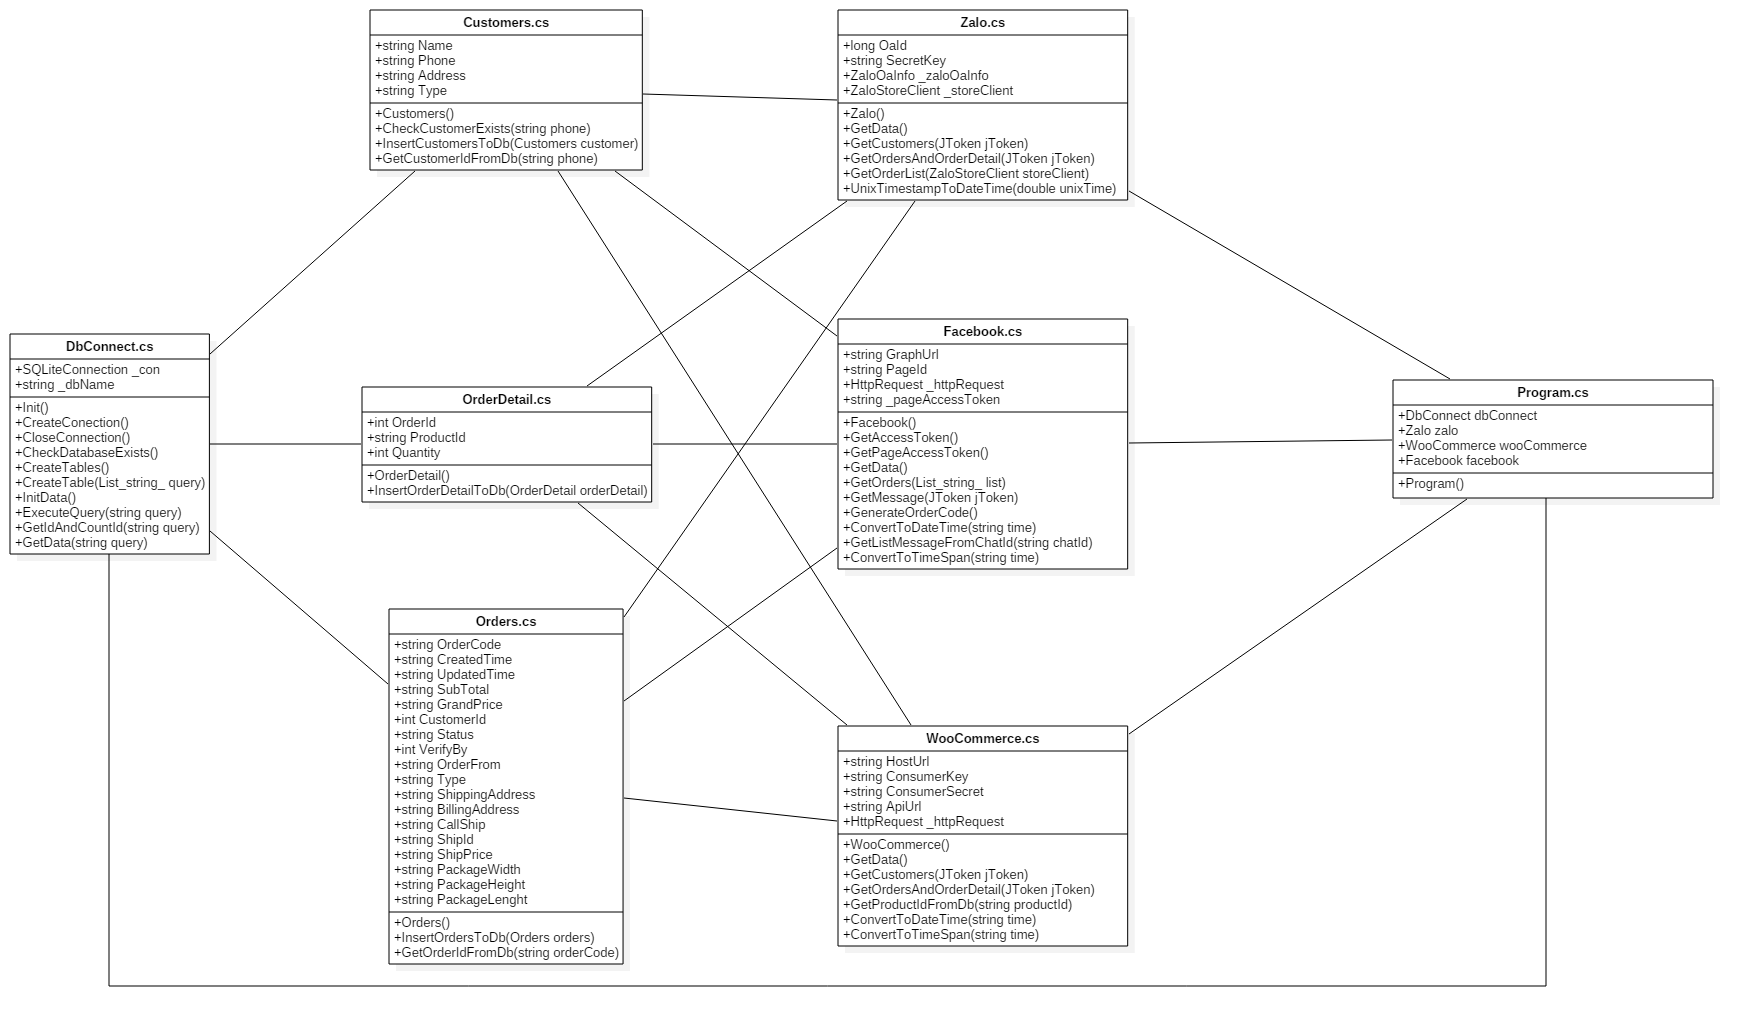 Customers.cs
+string Name
+string Phone
+string Address
+string Type
+Customers()
+CheckCustomerExists(string phone)
+InsertCustomersToDb(Customers customer)
+GetCustomerIdFromDb(string phone)
Zalo.cs
+long OaId
+string SecretKey
+ZaloOaInfo _zaloOaInfo
+ZaloStoreClient _storeClient
+Zalo()
+GetData()
+GetCustomers(JToken jToken)
+GetOrdersAndOrderDetail(JToken jToken)
+GetOrderList(ZaloStoreClient storeClient)
+UnixTimestampToDateTime(double unixTime)
DbConnect.cs
+SQLiteConnection _con
+string _dbName
+Init()
+CreateConection()
+CloseConnection()
+CheckDatabaseExists()
+CreateTables()
+CreateTable(List_string_ query)
+InitData()
+ExecuteQuery(string query)
+GetIdAndCountId(string query)
+GetData(string query)
OrderDetail.cs
+int OrderId
+string ProductId
+int Quantity
+OrderDetail()
+InsertOrderDetailToDb(OrderDetail orderDetail)
Facebook.cs
+string GraphUrl
+string PageId
+HttpRequest _httpRequest
+string _pageAccessToken
+Facebook()
+GetAccessToken()
+GetPageAccessToken()
+GetData()
+GetOrders(List_string_ list)
+GetMessage(JToken jToken)
+GenerateOrderCode()
+ConvertToDateTime(string time)
+GetListMessageFromChatId(string chatId)
+ConvertToTimeSpan(string time)
Program.cs
+DbConnect dbConnect
+Zalo zalo
+WooCommerce wooCommerce
+Facebook facebook
+Program()
Orders.cs
+string OrderCode
+string CreatedTime
+string UpdatedTime
+string SubTotal
+string GrandPrice
+int CustomerId
+string Status
+int VerifyBy
+string OrderFrom
+string Type
+string ShippingAddress
+string BillingAddress
+string CallShip
+string ShipId
+string ShipPrice
+string PackageWidth
+string PackageHeight
+string PackageLenght
+Orders()
+InsertOrdersToDb(Orders orders)
+GetOrderIdFromDb(string orderCode)
WooCommerce.cs
+string HostUrl
+string ConsumerKey
+string ConsumerSecret
+string ApiUrl
+HttpRequest _httpRequest
+WooCommerce()
+GetData()
+GetCustomers(JToken jToken)
+GetOrdersAndOrderDetail(JToken jToken)
+GetProductIdFromDb(string productId)
+ConvertToDateTime(string time)
+ConvertToTimeSpan(string time)